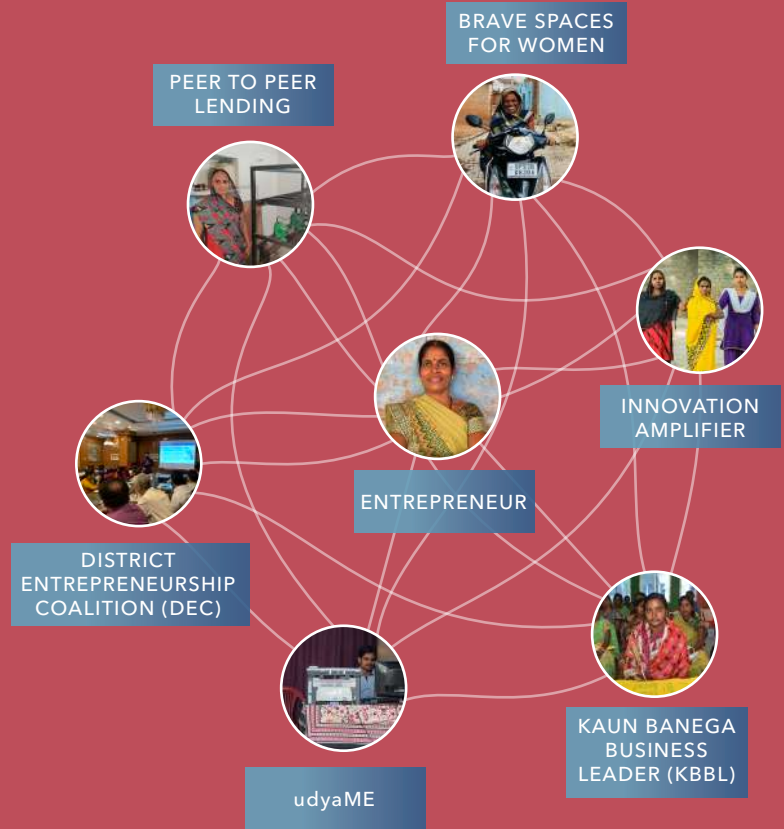 BRAVE SPACES
FOR WOMEN
PEER TO PEER
LENDING
INNOVATION
AMPLIFIER
ENTREPRENEUR
DISTRICT
ENTREPRENEURSHIP
COALITION (DEC)
KAUN BANEGA
BUSINESS
LEADER (KBBL)
udyaME